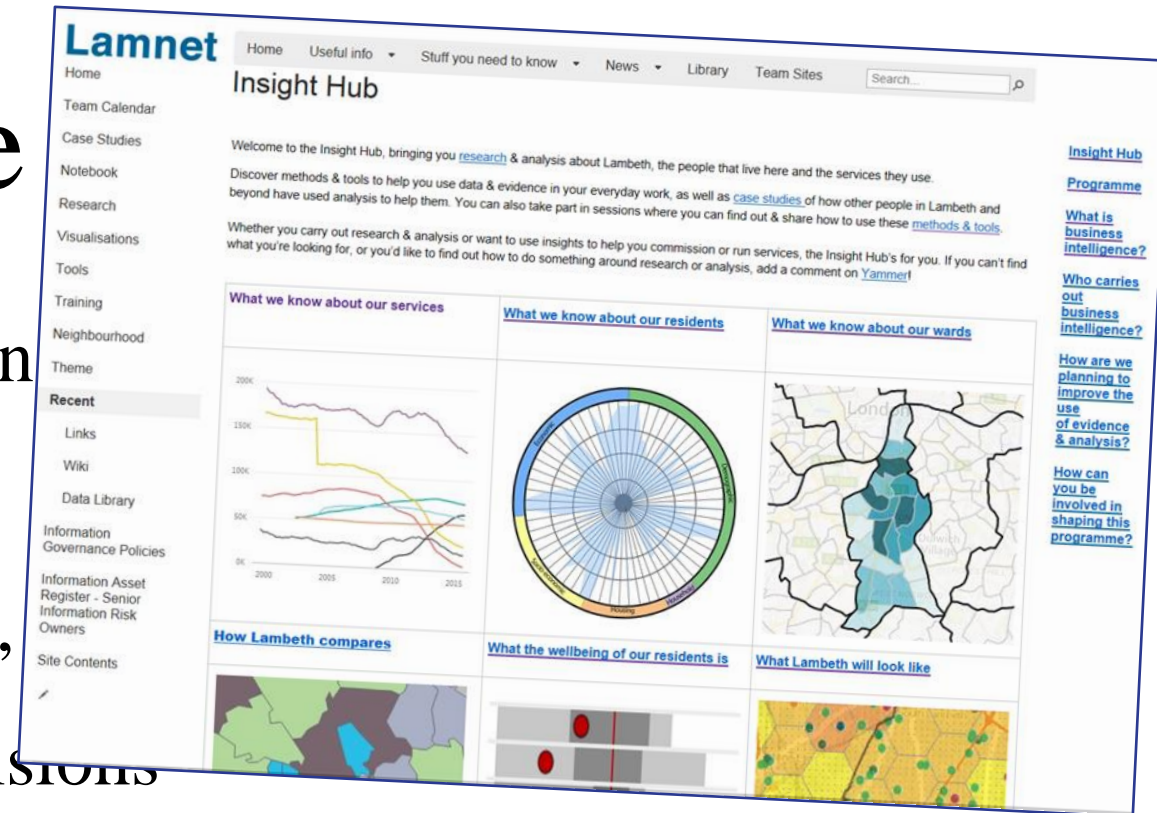 Lamnet
Home Useful info Stuff you need to know News Library Team Sites Search...
Insight Hub
Home
Team Calendar
Case Studies
Notebook
Research
Visualisations
Tools
Training
Neighbourhood
Theme
Recent
Links
Wiki
Data Library
Information
Governance Policies
Information Asset
Register - Senior
Information Risk
Owners
Site Contents
Welcome to the Insight Hub, bringing you research & analysis about Lambeth, the people that live here and the services they use.
Discover methods & tools to help you use data & evidence in your everyday work, as well as case studies of how other people in Lambeth and
beyond have used analysis to help them. You can also take part in sessions where you can find out & share how to use these methods & tools.
Whether you carry out research & analysis or want to use insights to help you commission or run services, the Insight Hub's for you. If you can't find
what you're looking for, or you'd like to find out how to do something around research or analysis, add a comment on Yammer!
What we know about our services
What we know about our residents
What we know about our wards
200K
150K
100K
50K
0K
2000 2005 2010 2015
Economic
Demographic
Socio-economic
Housing
Household
London
Dulwich
Village
How Lambeth compares
What the wellbeing of our residents is
What Lambeth will look like
Insight Hub
Programme
What is
business
intelligence?
Who carries
out
business
intelligence?
How are we
planning to
improve the
use
of evidence
& analysis?
How can
you be
involved in
shaping this
programme?
e
n
,
sions